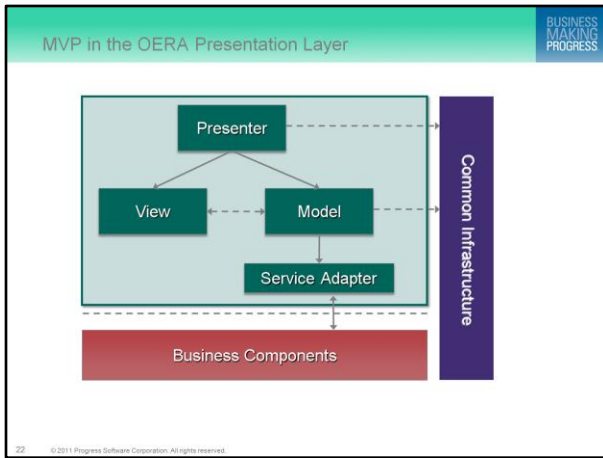 MVP in the OERA Presentation Layer
BUSINESS
MAKING
PROGRESS
Presenter
View
Model
Service Adapter
Business Components
Common Infrastructure
22
© 2011 Progress Software Corporation. All rights reserved.